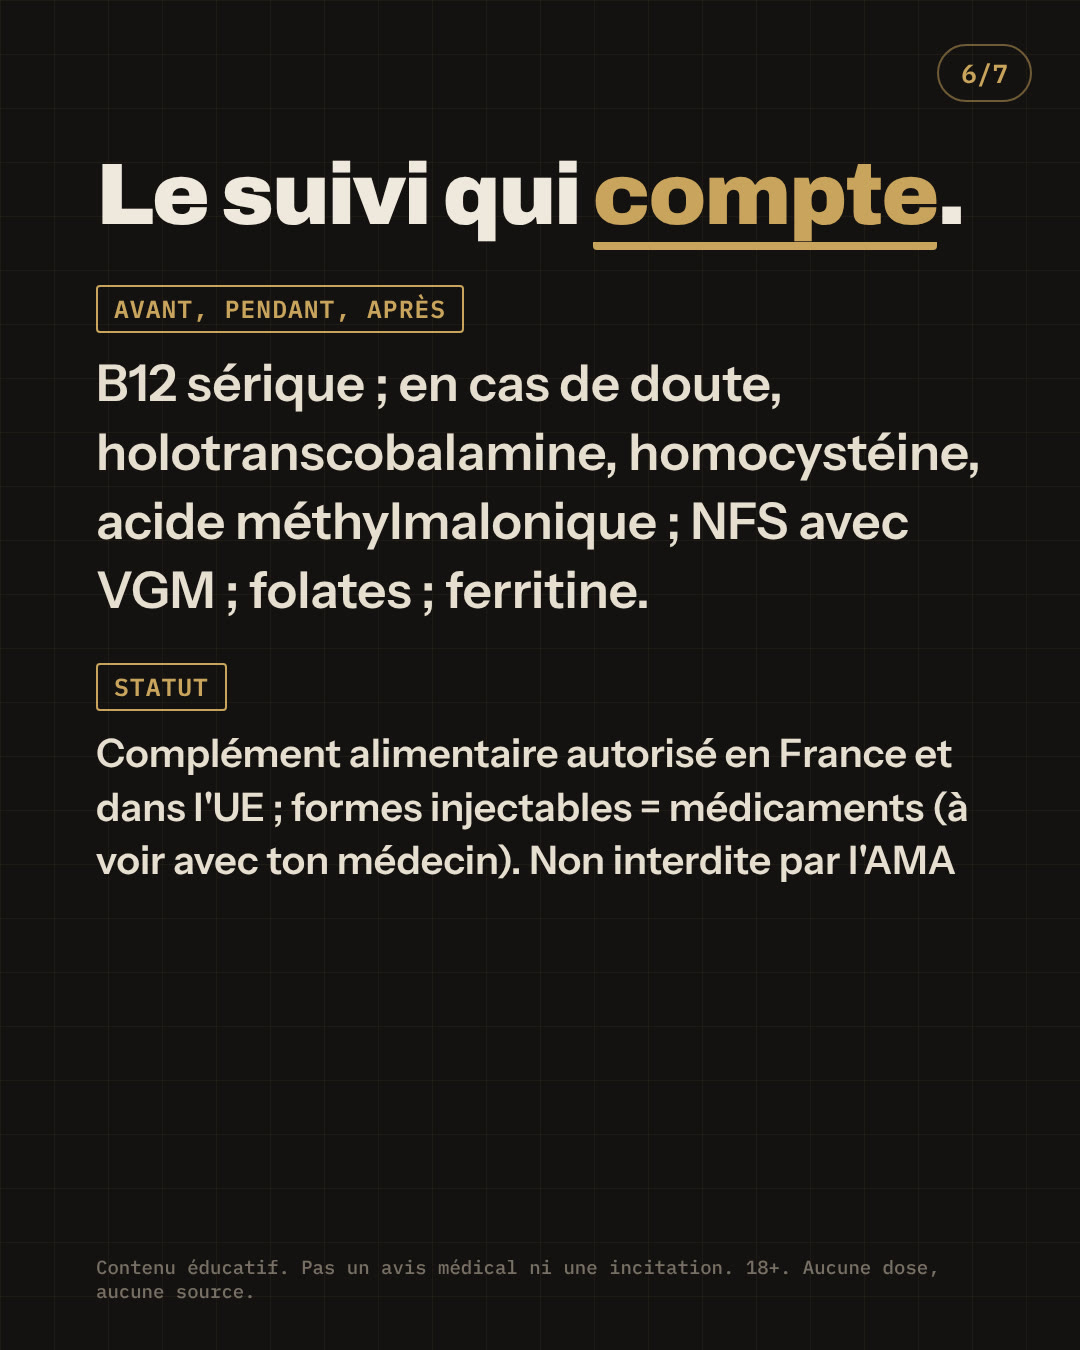 6/7
Le suivi qui compte.
AVANT, PENDANT, APRÈS
B12 sérique ; en cas de doute,
holotranscobalamine, homocystéine,
acide méthylmalonique ; NFS avec
VGM ; folates ; ferritine.
STATUT
Complément alimentaire autorisé en France et
dans l'UE ; formes injectables = médicaments (à
voir avec ton médecin). Non interdite par l'AMA
Contenu éducatif. Pas un avis médical ni une incitation. 18+. Aucune dose,
aucune source.